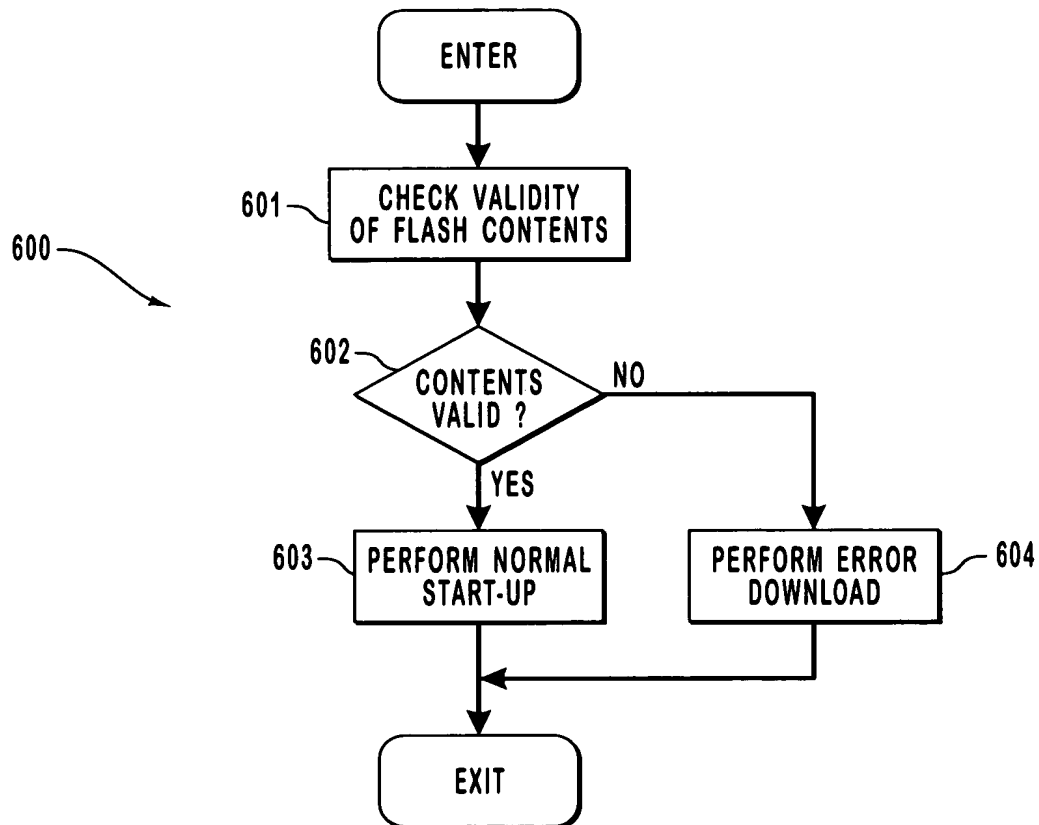 ENTER
601
CHECK VALIDITY
OF FLASH CONTENTS
600
602
CONTENTS
VALID ?
NO
YES
603
PERFORM NORMAL
START-UP
PERFORM ERROR
DOWNLOAD
604
EXIT